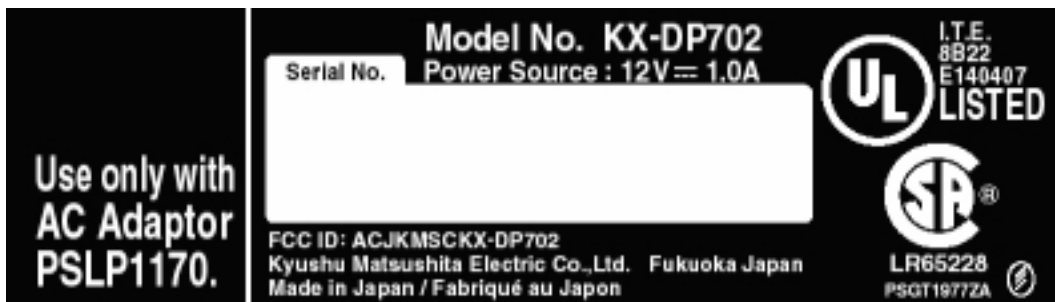 Use only with
AC Adaptor
PSLP1170.
Model No. KX-DP702
Serial No.
Power Source : 12V⎓ 1.0A
FCC ID: ACJKMSCKX-DP702
Kyushu Matsushita Electric Co.,Ltd. Fukuoka Japan
Made in Japan / Fabriqué au Japon
UL
I.T.E.
8B22
E140407
LISTED
SA®
LR65228
PSGT1977ZA